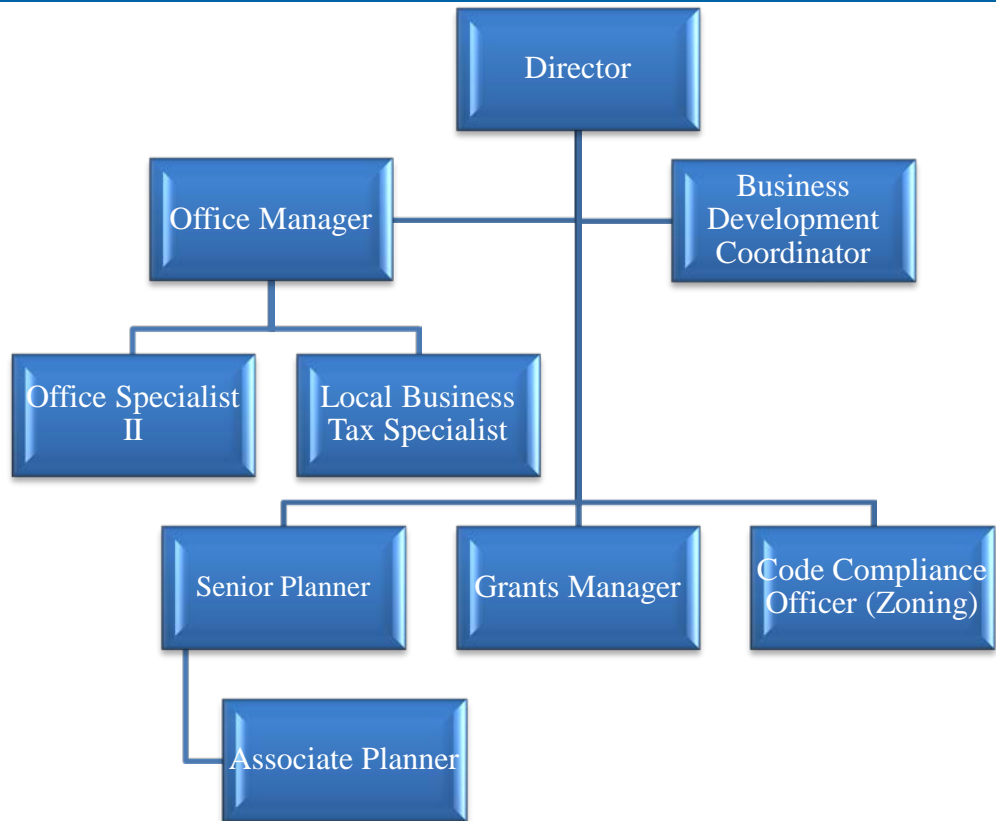 Director
Office Manager
Business
Development
Coordinator
Office Specialist
II
Local Business
Tax Specialist
Senior Planner
Grants Manager
Code Compliance
Officer (Zoning)
Associate Planner